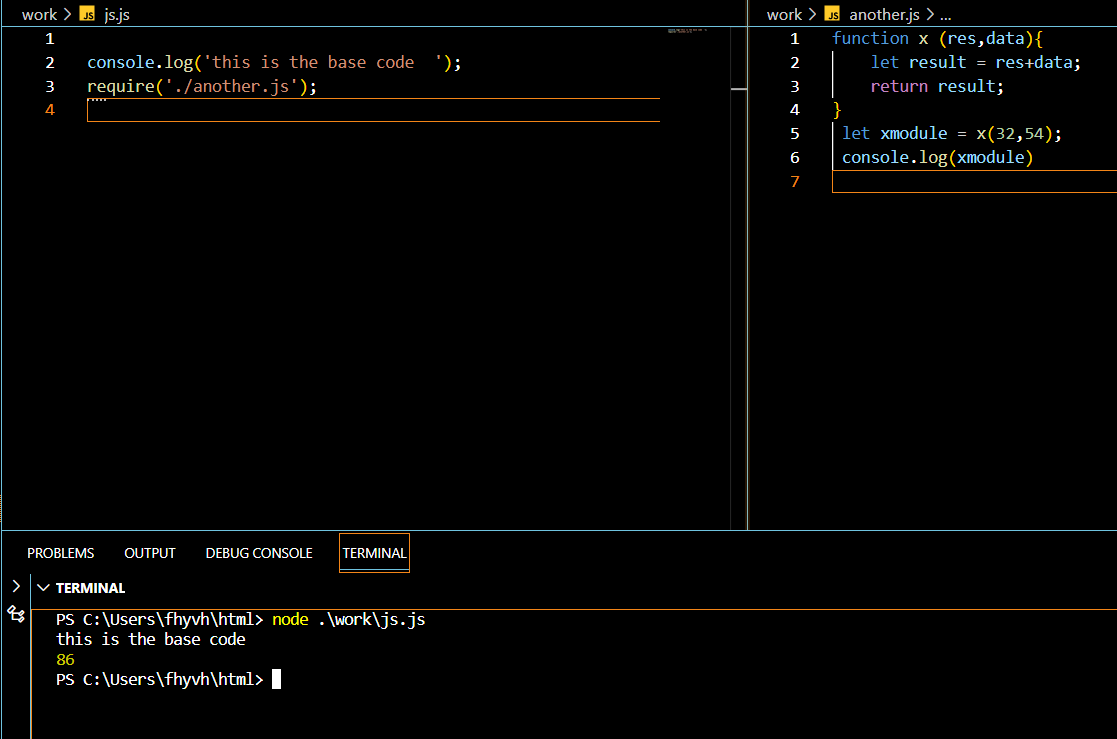 work > JS js.js
1
2 console.log('this is the base code  ');
3 require('./another.js');
4
work > JS another.js > ...
1 function x (res,data){
2     let result = res+data;
3     return result;
4 }
5  let xmodule = x(32,54);
6  console.log(xmodule)
7
PROBLEMS OUTPUT DEBUG CONSOLE TERMINAL
TERMINAL
PS C:\Users\fhyvh\html> node .\work\js.js
this is the base code
86
PS C:\Users\fhyvh\html>